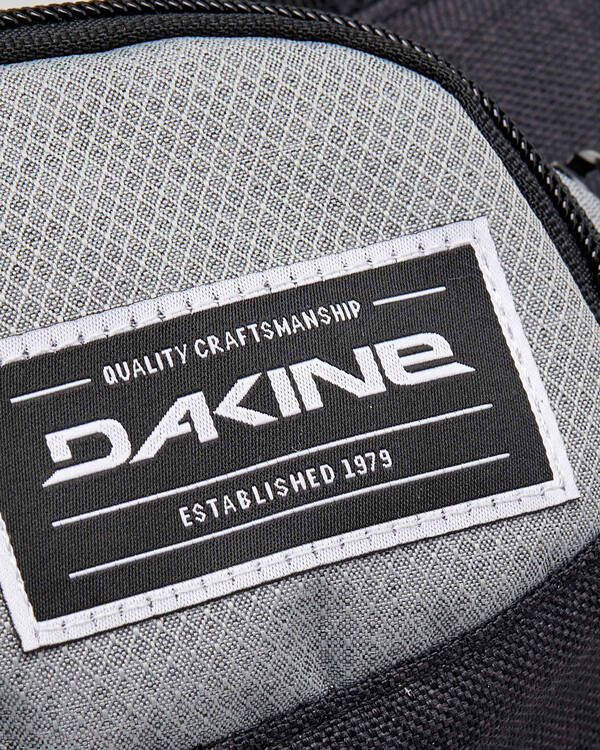 QUALITY CRAFTSMANSHIP
DAKINE
ESTABLISHED 1979